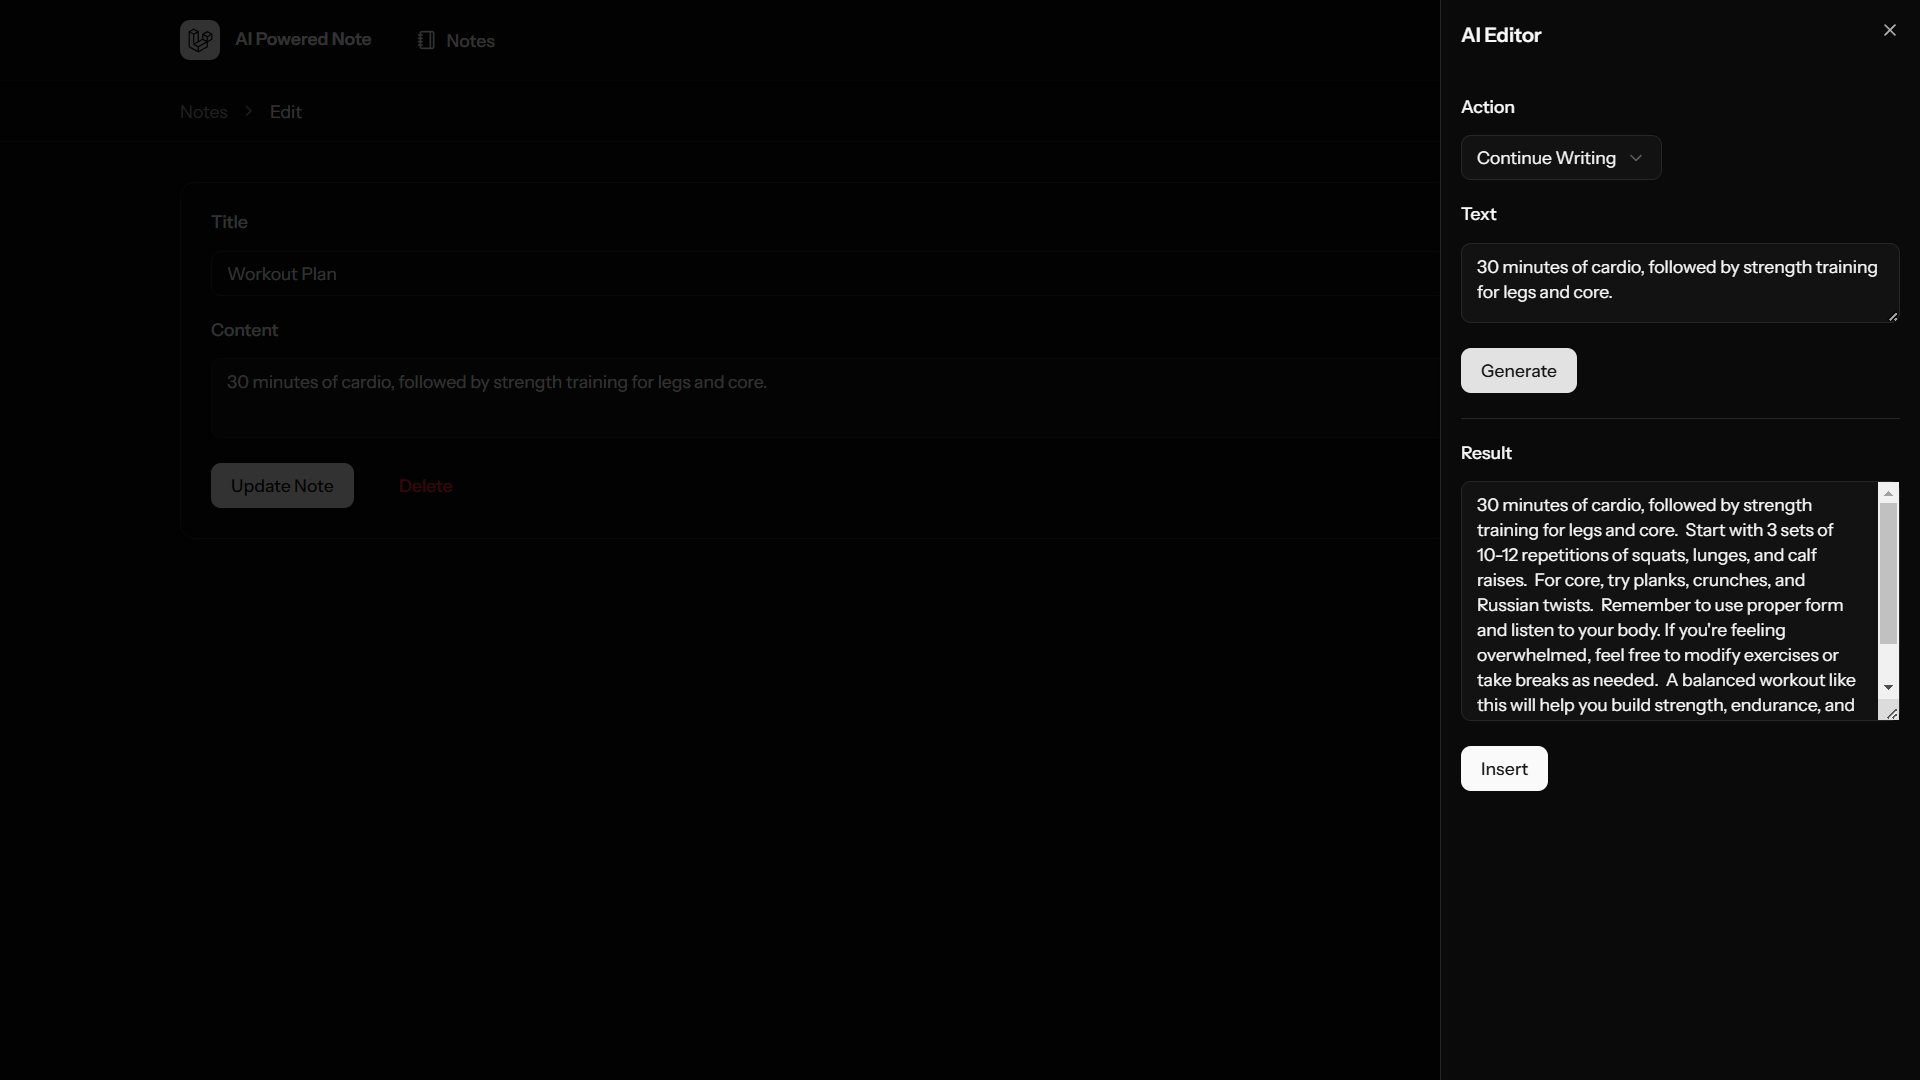 AI Powered Note
Notes
Notes
Edit
Title
Workout Plan
Content
30 minutes of cardio, followed by strength training for legs and core.
Update Note
Delete
AI Editor
Action
Continue Writing
Text
30 minutes of cardio, followed by strength training
for legs and core.
Generate
Result
30 minutes of cardio, followed by strength
training for legs and core.  Start with 3 sets of
10-12 repetitions of squats, lunges, and calf
raises.  For core, try planks, crunches, and
Russian twists.  Remember to use proper form
and listen to your body. If you're feeling
overwhelmed, feel free to modify exercises or
take breaks as needed.  A balanced workout like
this will help you build strength, endurance, and
Insert